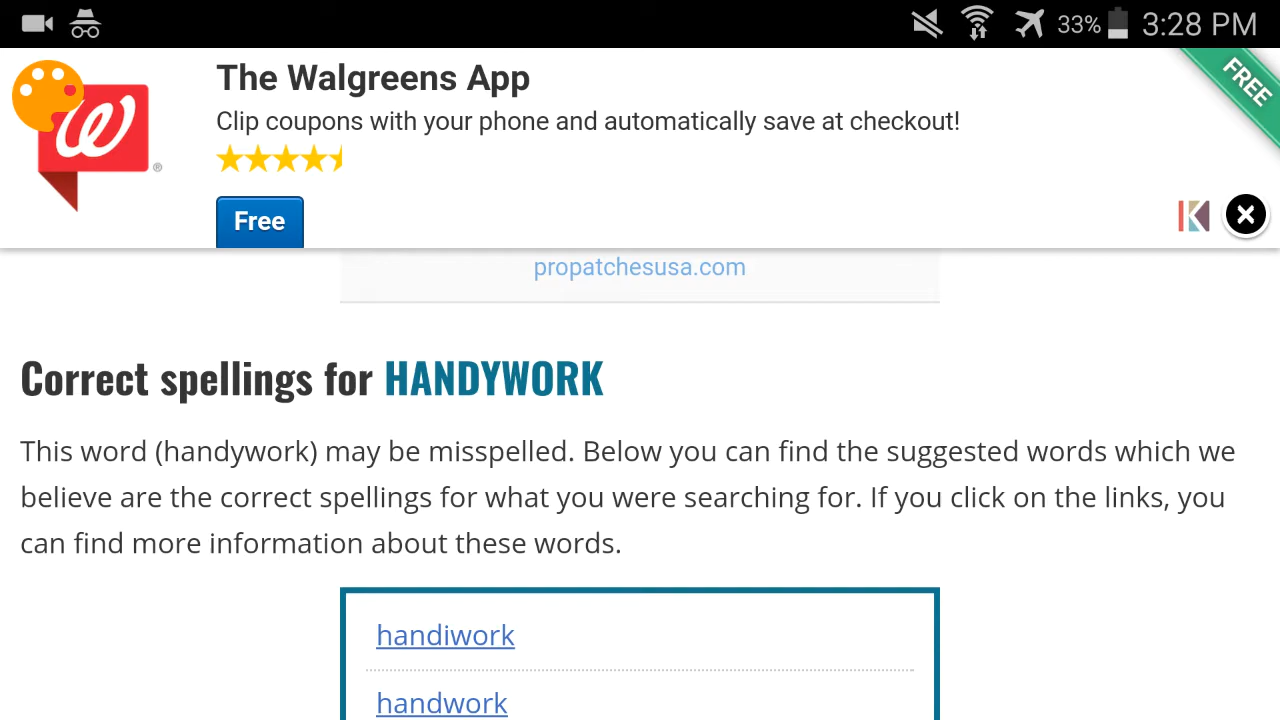 33% 3:28 PM
The Walgreens App
FREE
Clip coupons with your phone and automatically save at checkout!
W ®
Free
K
propatchesusa.com
Correct spellings for HANDYWORK
This word (handywork) may be misspelled. Below you can find the suggested words which we
believe are the correct spellings for what you were searching for. If you click on the links, you
can find more information about these words.
handiwork
handwork